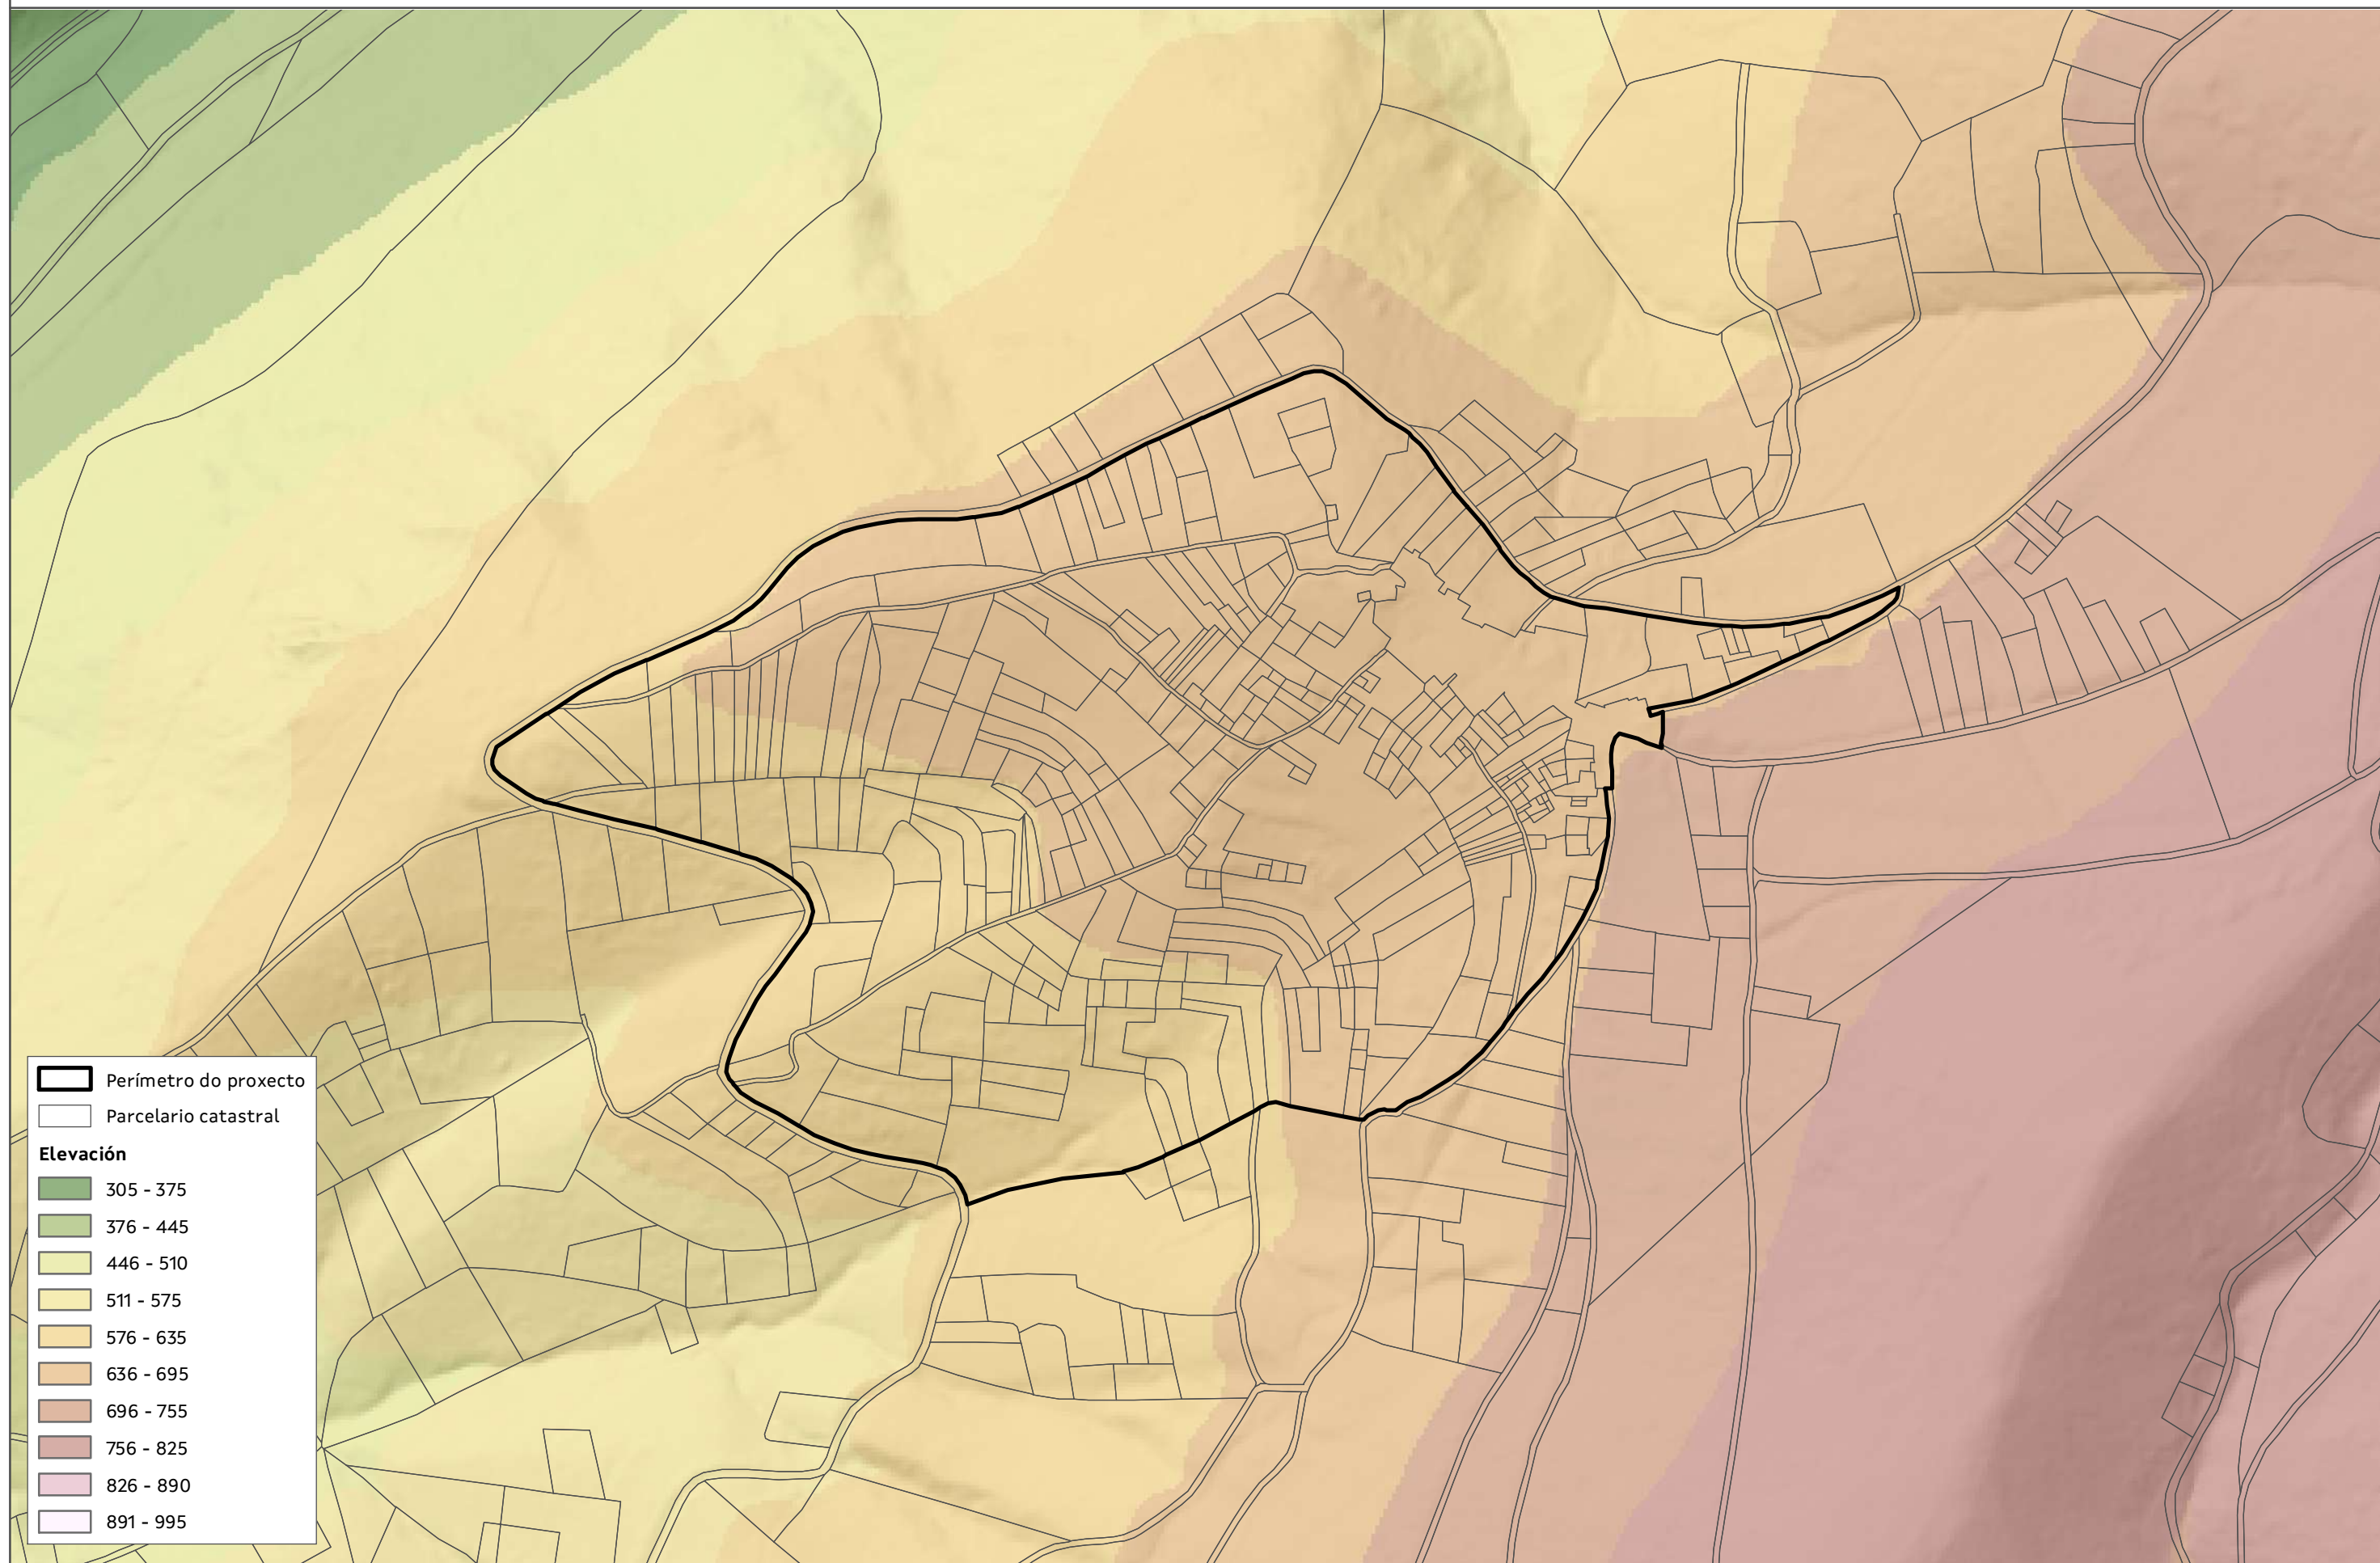 Perímetro do proxecto
Parcelario catastral
Elevación
305 - 375
376 - 445
446 - 510
511 - 575
576 - 635
636 - 695
696 - 755
756 - 825
826 - 890
891 - 995